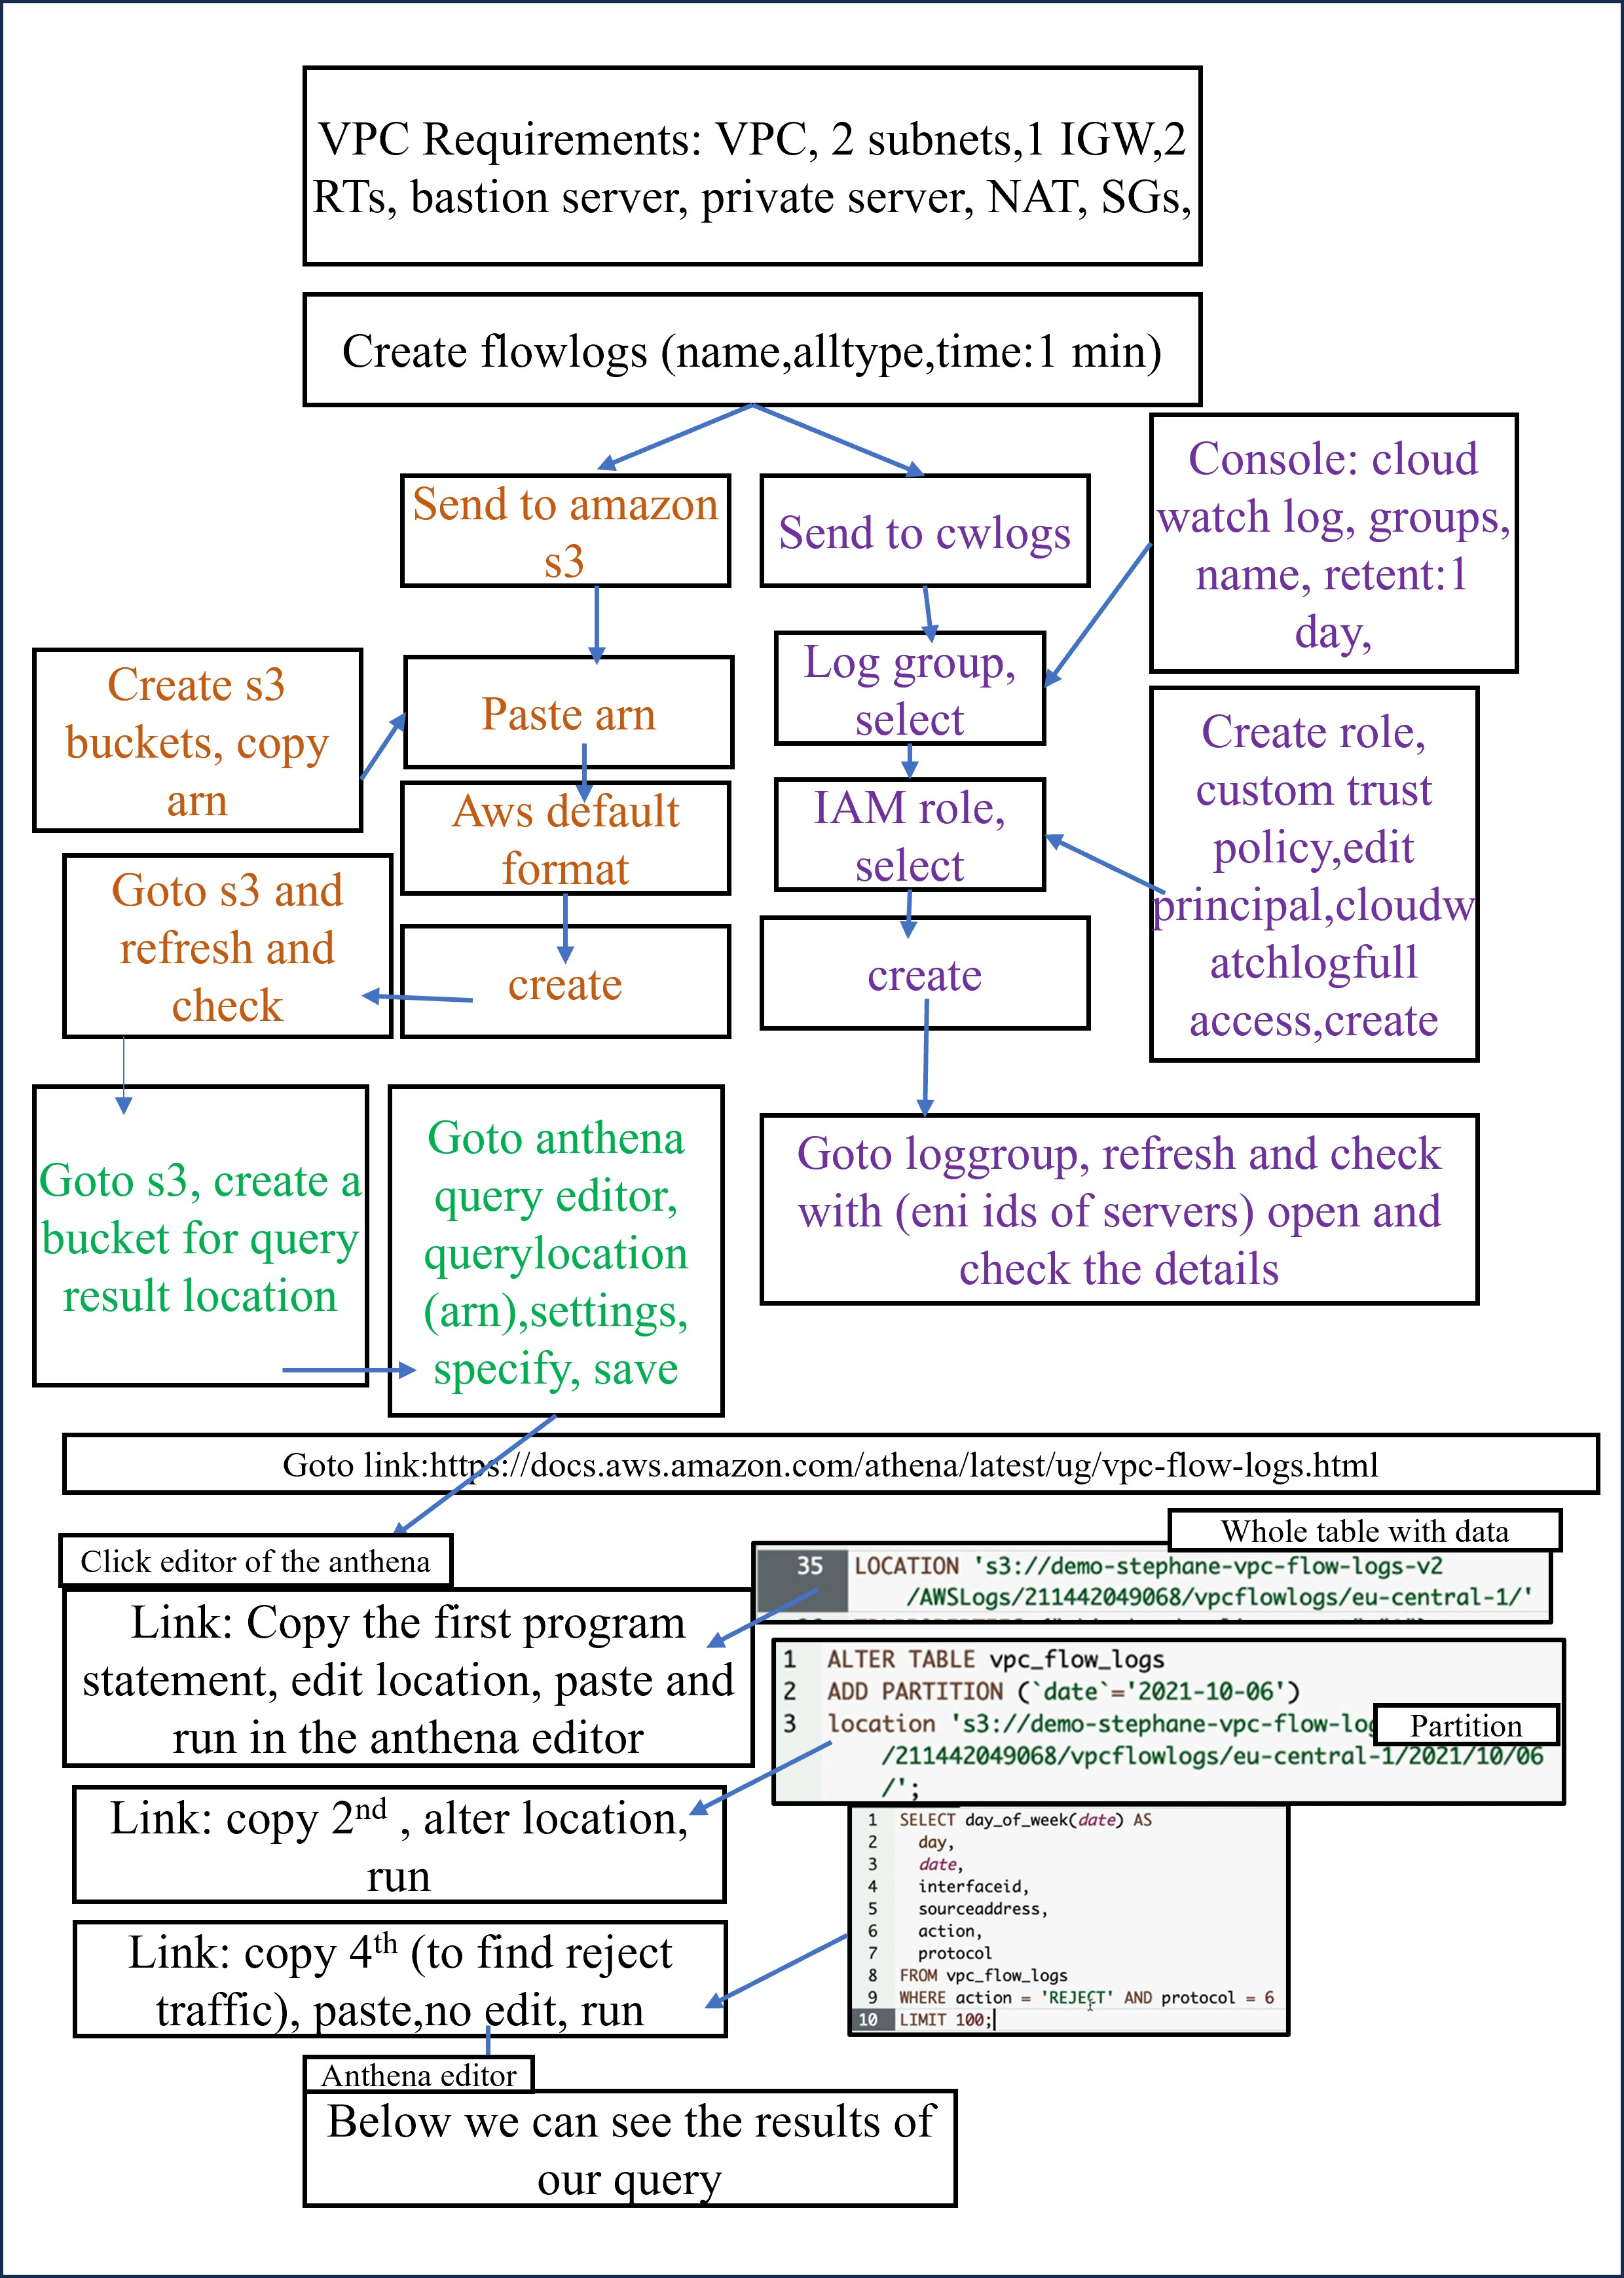 VPC Requirements: VPC, 2 subnets,1 IGW,2
RTs, bastion server, private server, NAT, SGs,
Create flowlogs (name,alltype,time:1 min)
Send to amazon
s3
Send to cwlogs
Console: cloud
watch log, groups,
name, retent:1
day,
Create s3
buckets, copy
arn
Paste arn
Log group,
select
Aws default
format
IAM role,
select
Create role,
custom trust
policy,edit
principal,cloudw
atchlogfull
access,create
Goto s3 and
refresh and
check
create
create
Goto s3, create a
bucket for query
result location
Goto anthena
query editor,
querylocation
(arn),settings,
specify, save
Goto loggroup, refresh and check
with (eni ids of servers) open and
check the details
Goto link:https://docs.aws.amazon.com/athena/latest/ug/vpc-flow-logs.html
Click editor of the anthena
Whole table with data
35 LOCATION 's3://demo-stephane-vpc-flow-logs-v2
/AWSLogs/211442049068/vpcflowlogs/eu-central-1/'
Link: Copy the first program
statement, edit location, paste and
run in the anthena editor
1 ALTER TABLE vpc_flow_logs
2 ADD PARTITION (`date`='2021-10-06')
3 location 's3://demo-stephane-vpc-flow-log
Partition
/211442049068/vpcflowlogs/eu-central-1/2021/10/06
/';
Link: copy 2nd , alter location,
run
1 SELECT day_of_week(date) AS
2 day,
3 date,
4 interfaceid,
5 sourceaddress,
6 action,
7 protocol
8 FROM vpc_flow_logs
9 WHERE action = 'REJECT' AND protocol = 6
10 LIMIT 100;
Link: copy 4th (to find reject
traffic), paste,no edit, run
Anthena editor
Below we can see the results of
our query